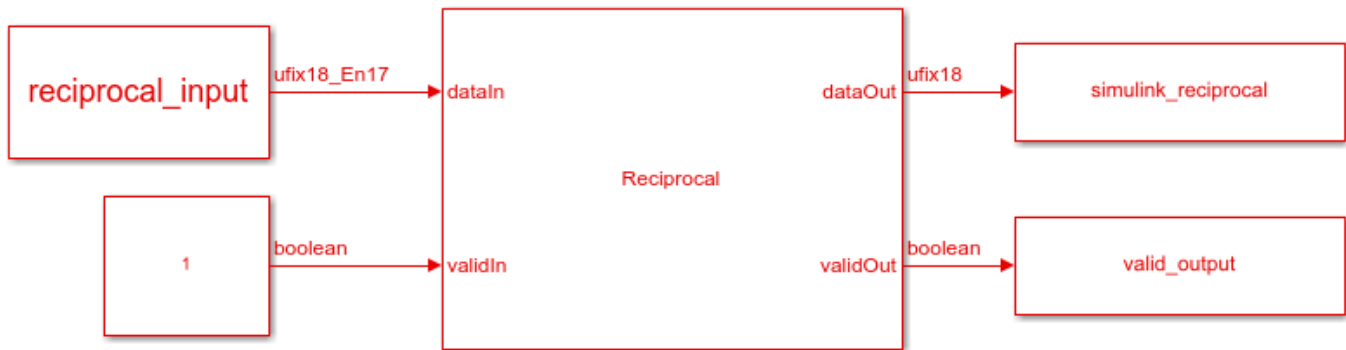 reciprocal_input
ufix18_En17
dataIn
dataOut
ufix18
simulink_reciprocal
Reciprocal
1
boolean
validIn
validOut
boolean
valid_output